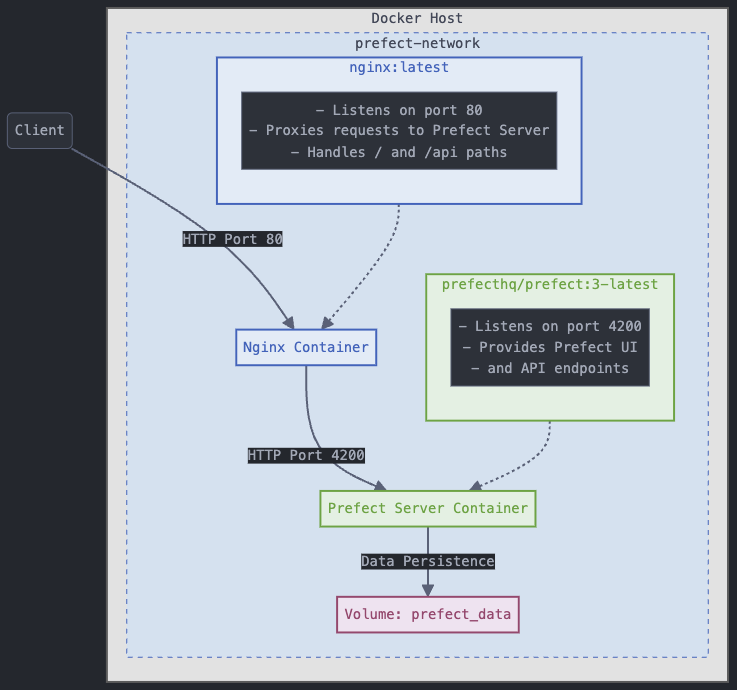 Docker Host
prefect-network
nginx:latest
- Listens on port 80
- Proxies requests to Prefect Server
- Handles / and /api paths
Client
HTTP Port 80
prefecthq/prefect:3-latest
- Listens on port 4200
- Provides Prefect UI
- and API endpoints
Nginx Container
HTTP Port 4200
Prefect Server Container
Data Persistence
Volume: prefect_data